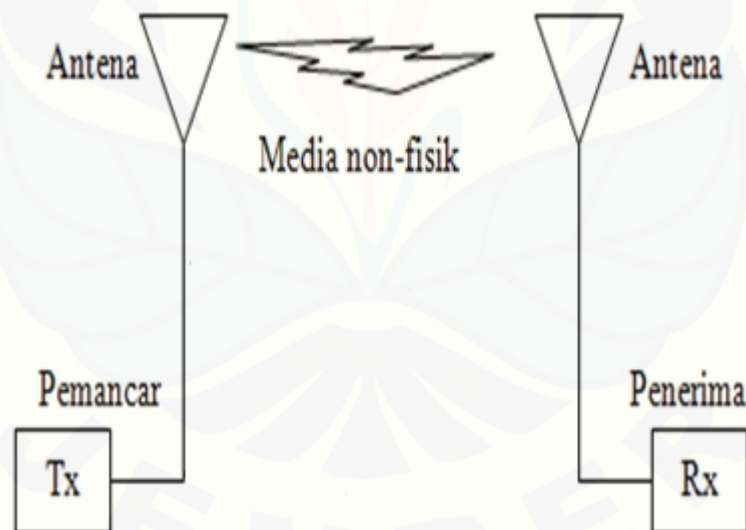 Antena
Antena
Media non-fisik
Pemancar
Penerima
Tx
Rx